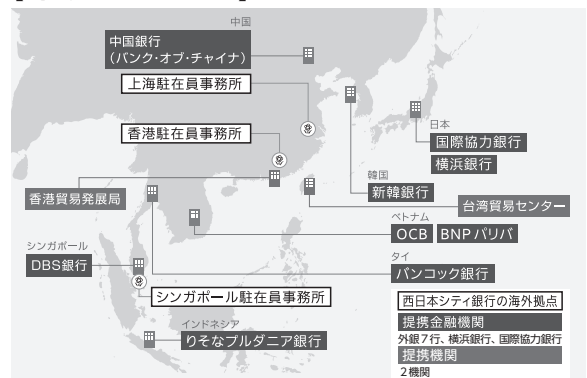 中国
中国銀行
(バンク・オブ・チャイナ)
上海駐在員事務所
香港駐在員事務所
日本
国際協力銀行
横浜銀行
韓国
新韓銀行
香港貿易発展局
台湾貿易センター
ベトナム
OCB
BNPパリバ
シンガポール
DBS銀行
タイ
バンコック銀行
シンガポール駐在員事務所
インドネシア
りそなプルダニア銀行
西日本シティ銀行の海外拠点
提携金融機関
外銀7行、横浜銀行、国際協力銀行
提携機関
2機関